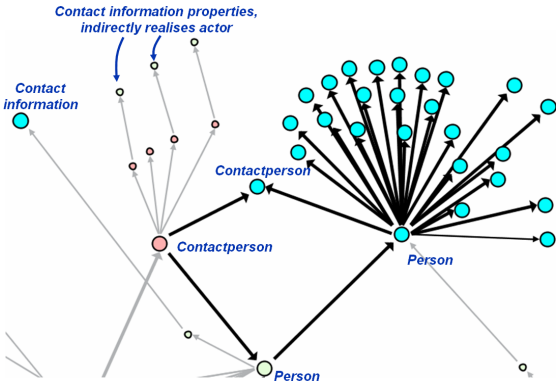 Contact information properties,
indirectly realises actor
Contact
information
Contactperson
Contactperson
Person
Person